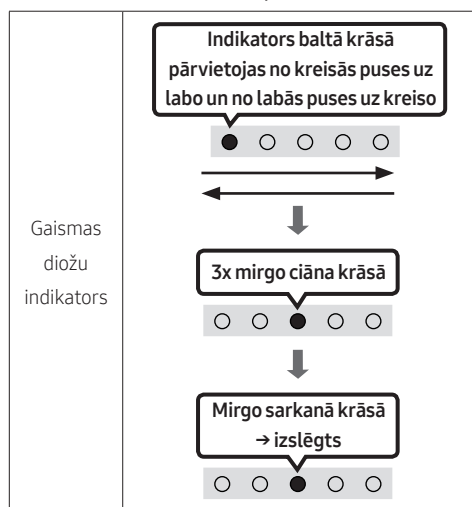 Gaismas
diožu
indikators
Indikators baltā krāsā
pārvietojas no kreisās puses uz
labo un no labās puses uz kreiso
3x mirgo ciāna krāsā
Mirgo sarkanā krāsā
→ izslēgts